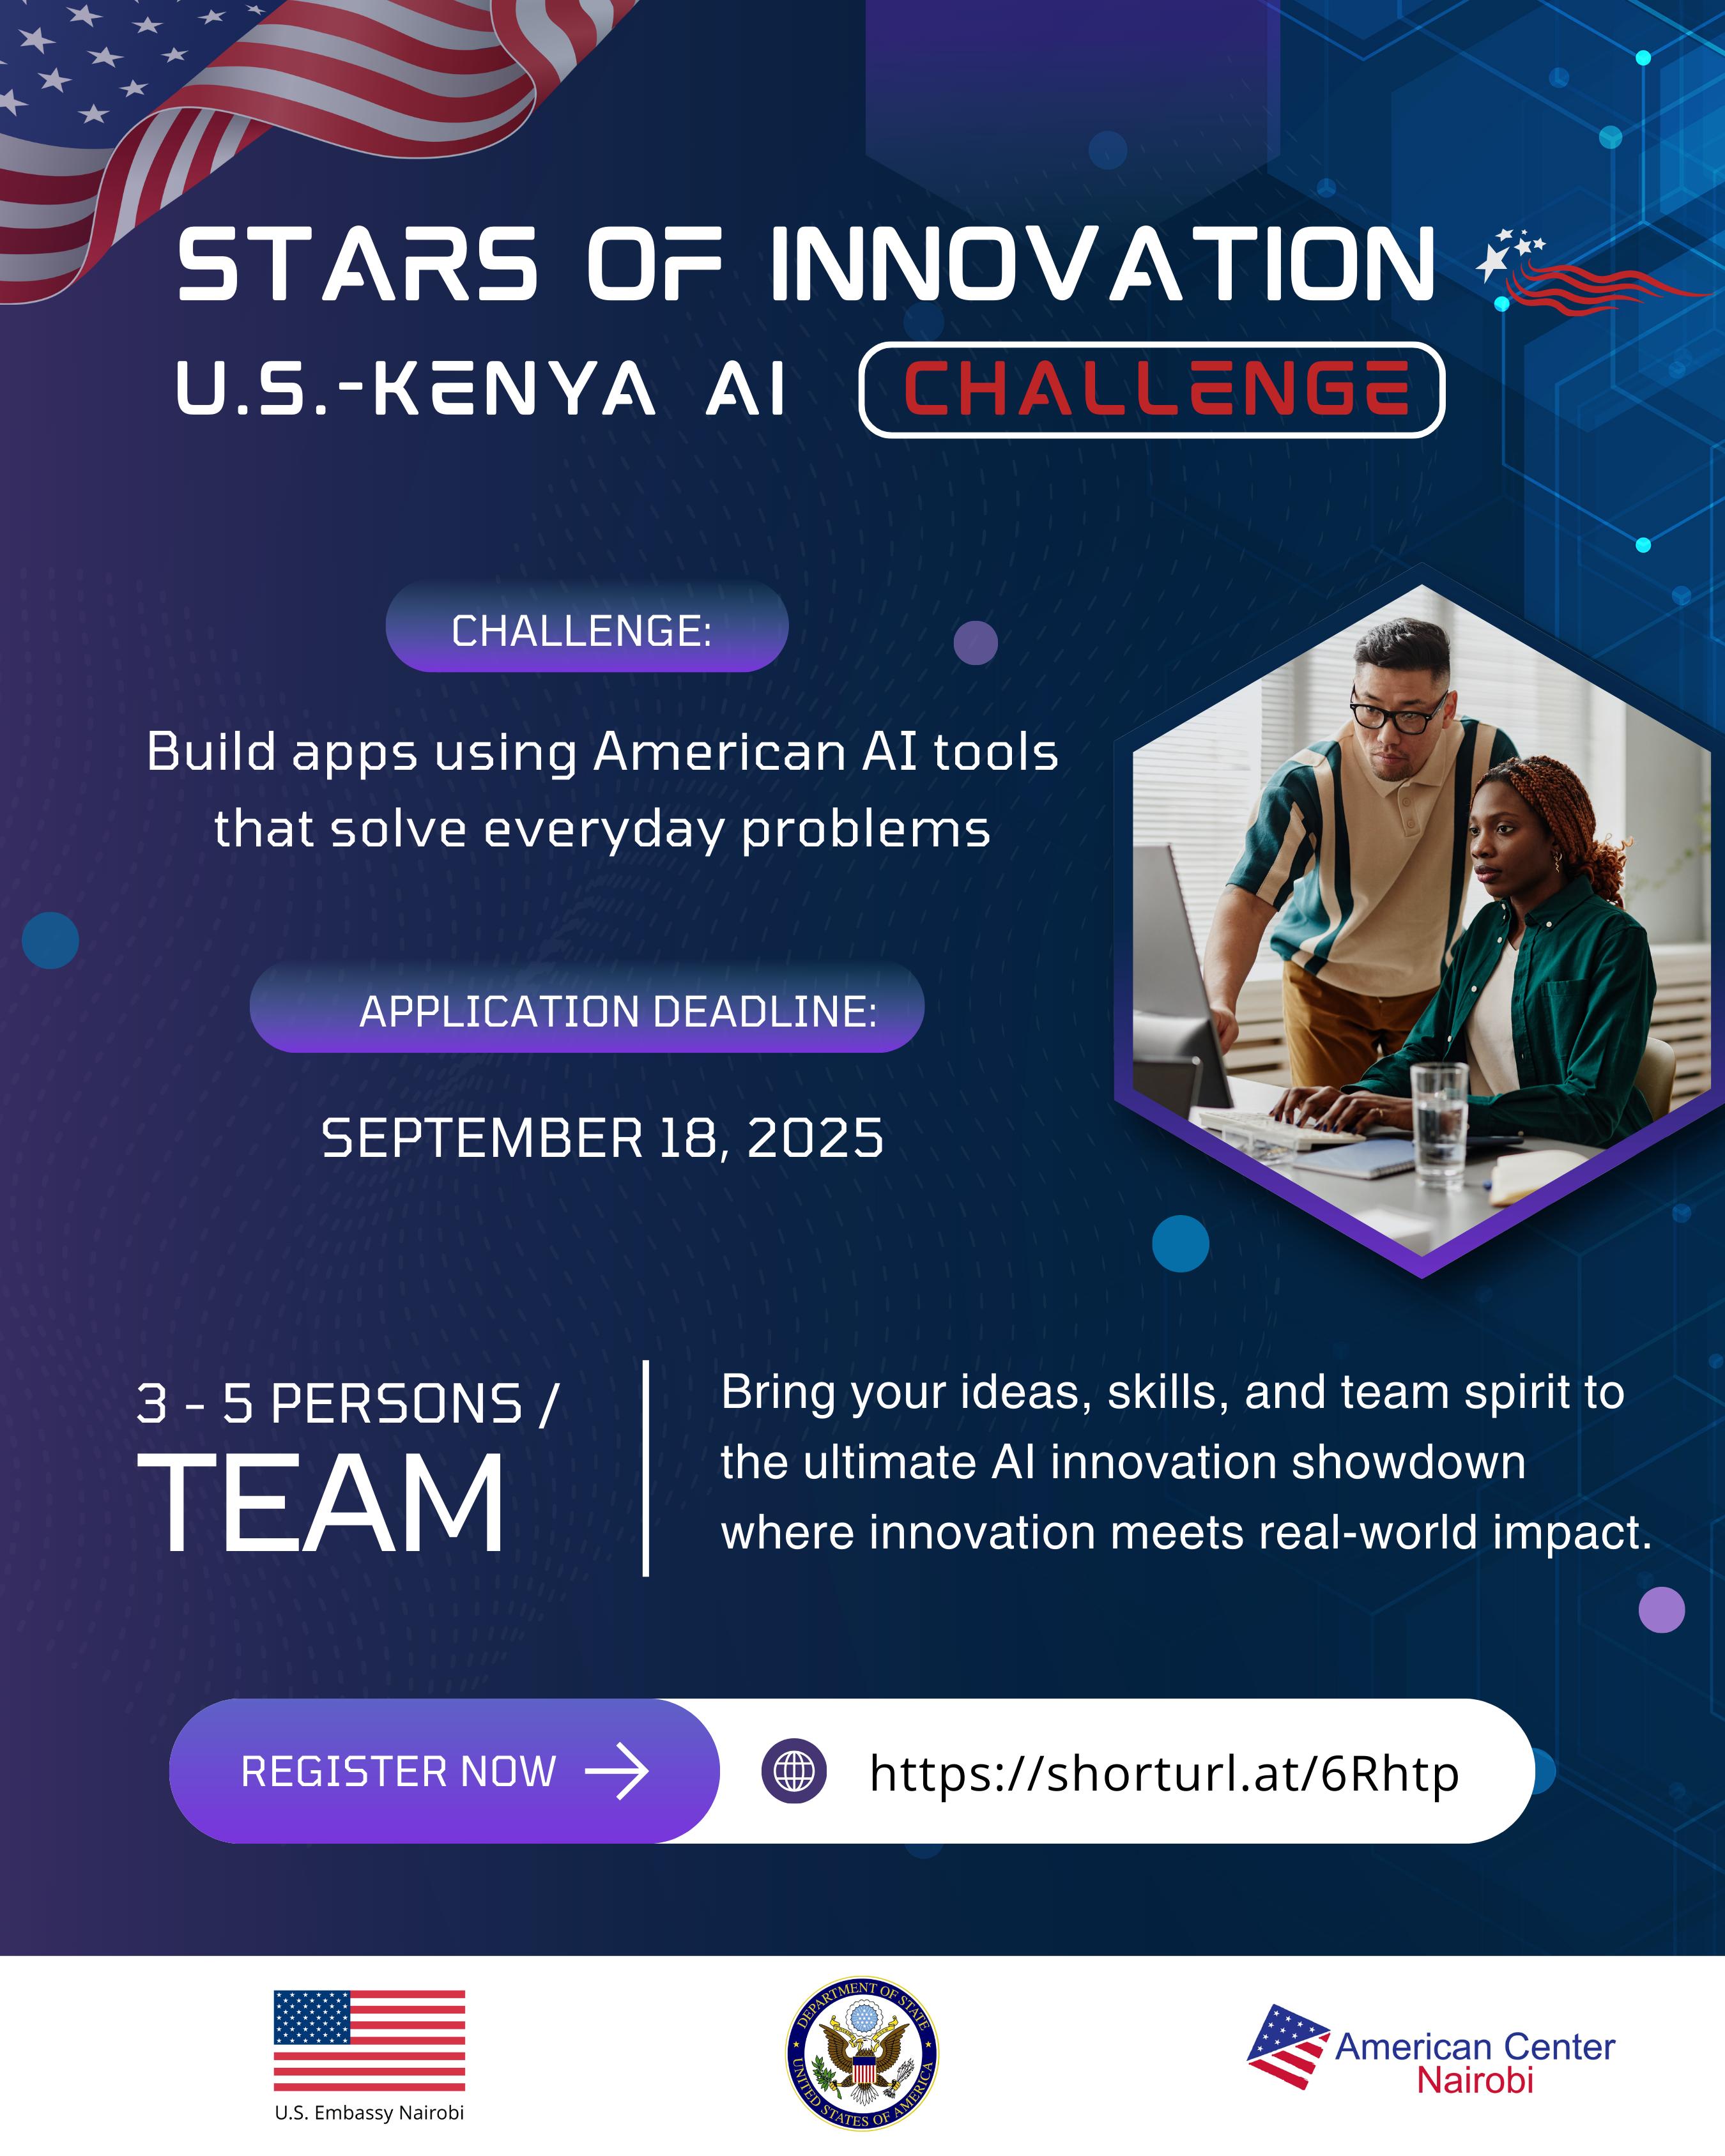 STARS OF INNOVATION
U.S.-KENYA AI CHALLENGE
CHALLENGE:
Build apps using American AI tools
that solve everyday problems
APPLICATION DEADLINE:
SEPTEMBER 18, 2025
3 - 5 PERSONS /
TEAM
Bring your ideas, skills, and team spirit to
the ultimate AI innovation showdown
where innovation meets real-world impact.
REGISTER NOW
https://shorturl.at/6Rhtp
U.S. Embassy Nairobi
DEPARTMENT OF STATE
UNITED STATES OF AMERICA
American Center
Nairobi